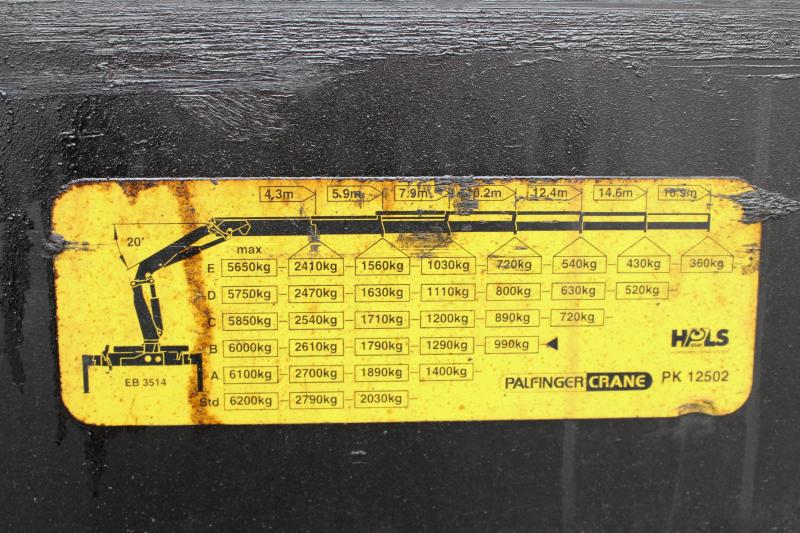 4.3m 5.9m 7.9m 10.2m 12.4m 14.6m 16.9m
20°
max
E 5650kg 2410kg 1560kg 1030kg 720kg 540kg 430kg 360kg
D 5750kg 2470kg 1630kg 1110kg 800kg 630kg 520kg
C 5850kg 2540kg 1710kg 1200kg 890kg 720kg
B 6000kg 2610kg 1790kg 1290kg 990kg
A 6100kg 2700kg 1890kg 1400kg
Std 6200kg 2790kg 2030kg
EB 3514
HPLS
PALFINGER CRANE PK 12502